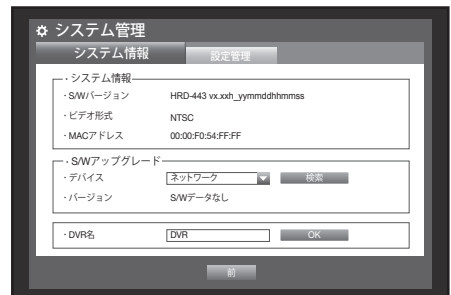 システム管理
システム情報 設定管理
・システム情報
・S/Wバージョン HRD-443 vx.xxh_yymmddhhmmss
・ビデオ形式 NTSC
・MACアドレス 00:00:F0:54:FF:FF
・S/Wアップグレード
・デバイス ネットワーク 検索
・バージョン S/Wデータなし
・DVR名 DVR OK
前